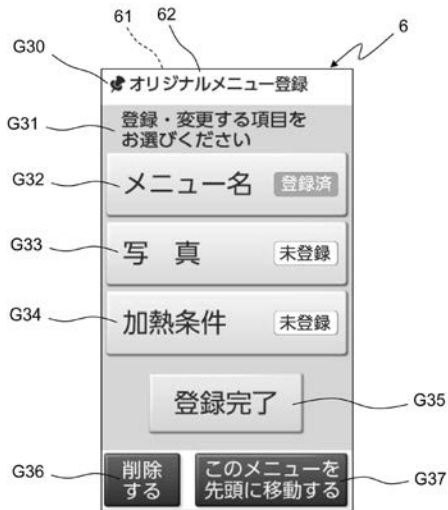 61
62
6
G30
オリジナルメニュー登録
G31
登録・変更する項目を
お選びください
G32
メニュー名 登録済
G33
写 真 未登録
G34
加熱条件 未登録
登録完了
G35
G36
削除
する
このメニューを
先頭に移動する
G37